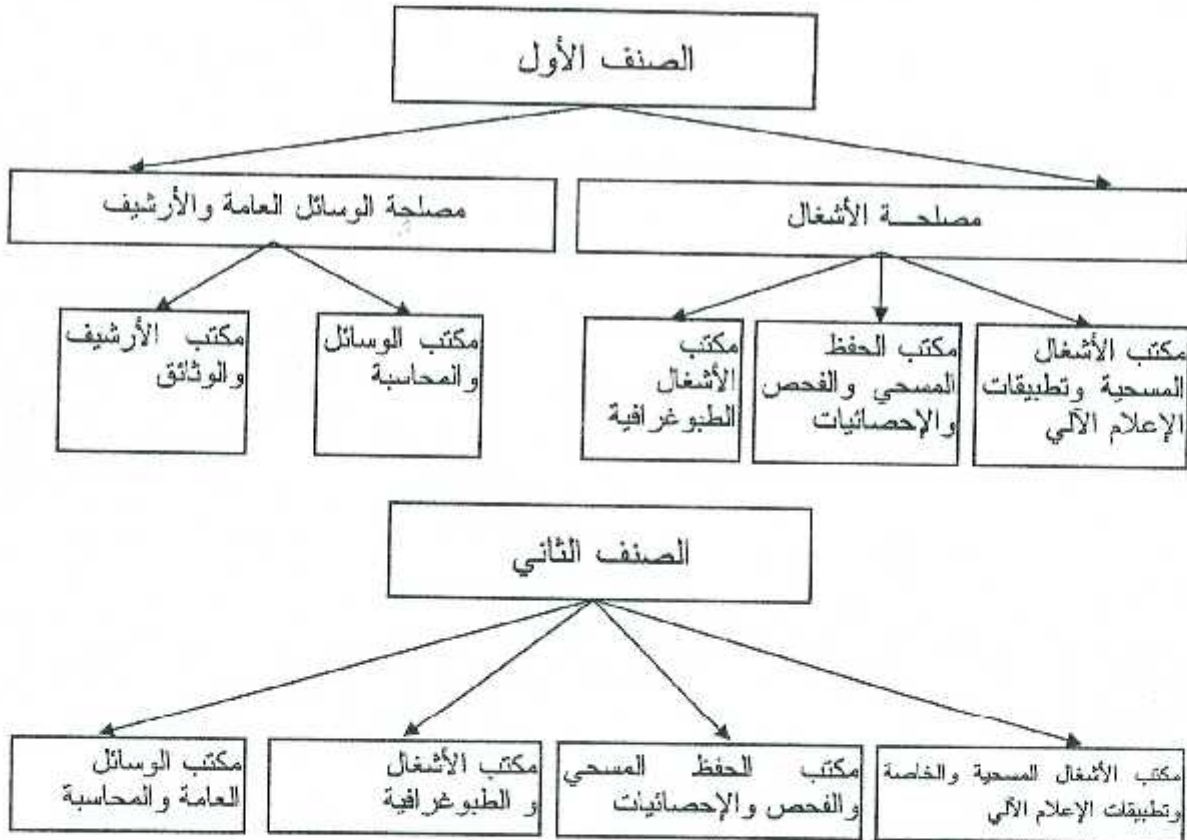 الصنف الأول
مصلحة الأشغال
مصلحة الوسائل العامة والأرشيف
مكتب الأشغال
المسحية وتطبيقات
الإعلام الآلي
مكتب الحفظ
المسحي والفحص
والإحصائيات
مكتب
الأشغال
الطبوغرافية
مكتب الوسائل
والمحاسبة
مكتب الأرشيف
والوثائق
الصنف الثاني
مكتب الأشغال المسحية والخاصة
وتطبيقات الإعلام الآلي
مكتب الحفظ المسحي
والفحص والإحصائيات
مكتب الأشغال
و الطبوغرافية
مكتب الوسائل
العامة والمحاسبة